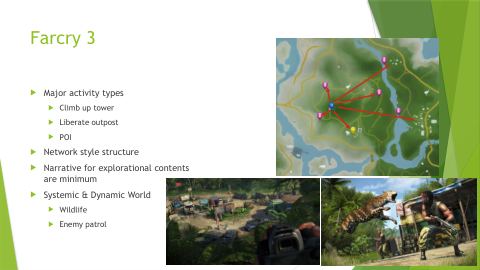 Farcry 3
Major activity types
Climb up tower
Liberate outpost
POI
Network style structure
Narrative for explorational contents
are minimum
Systemic & Dynamic World
Wildlife
Enemy patrol